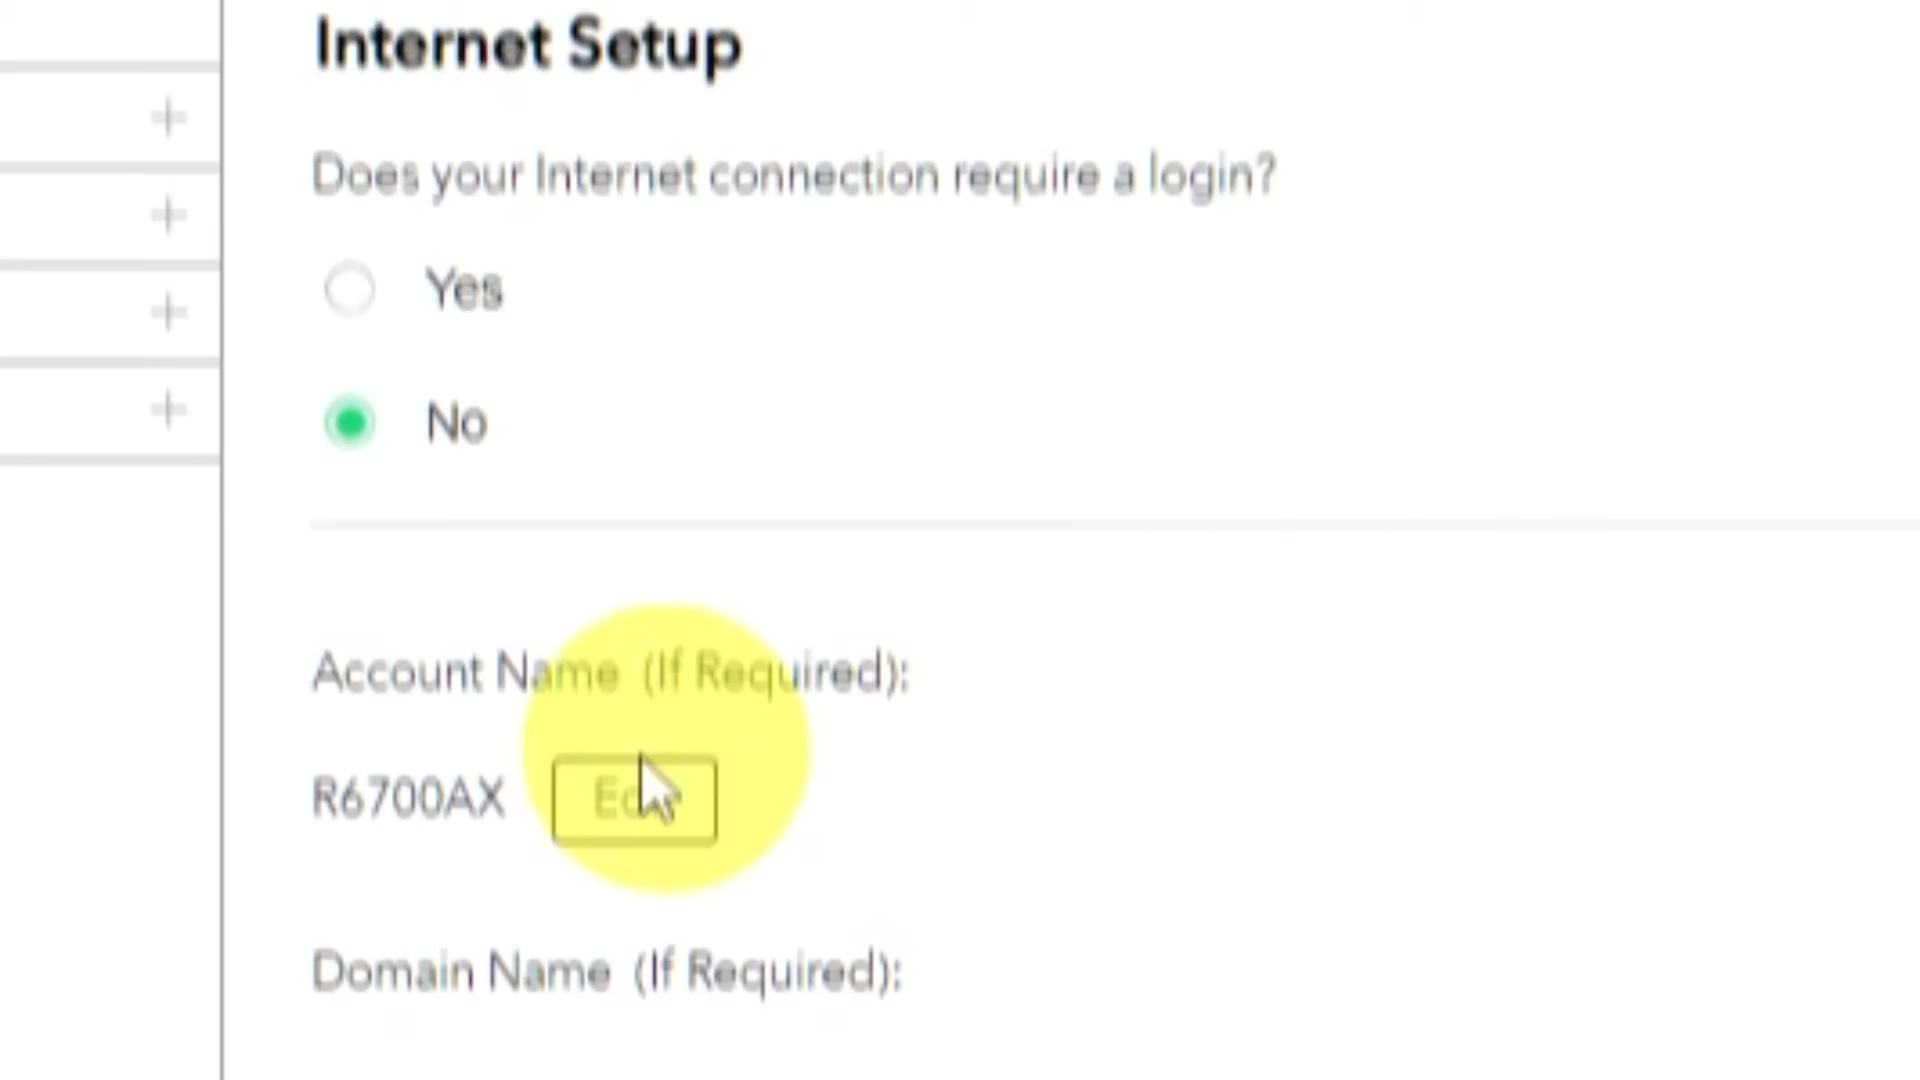 Internet Setup
Does your Internet connection require a login?
Yes
No
Account Name (If Required):
R6700AX
Domain Name (If Required):